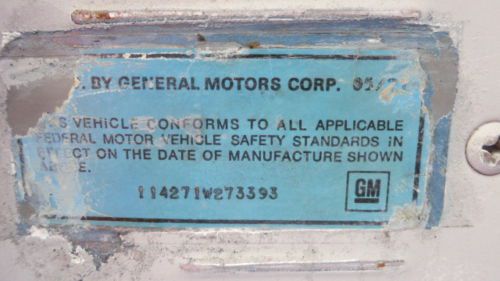 . BY GENERAL MOTORS CORP. 05/
S VEHICLE CONFORMS TO ALL APPLICABLE
FEDERAL MOTOR VEHICLE SAFETY STANDARDS IN
EFFECT ON THE DATE OF MANUFACTURE SHOWN
114271W273393
GM